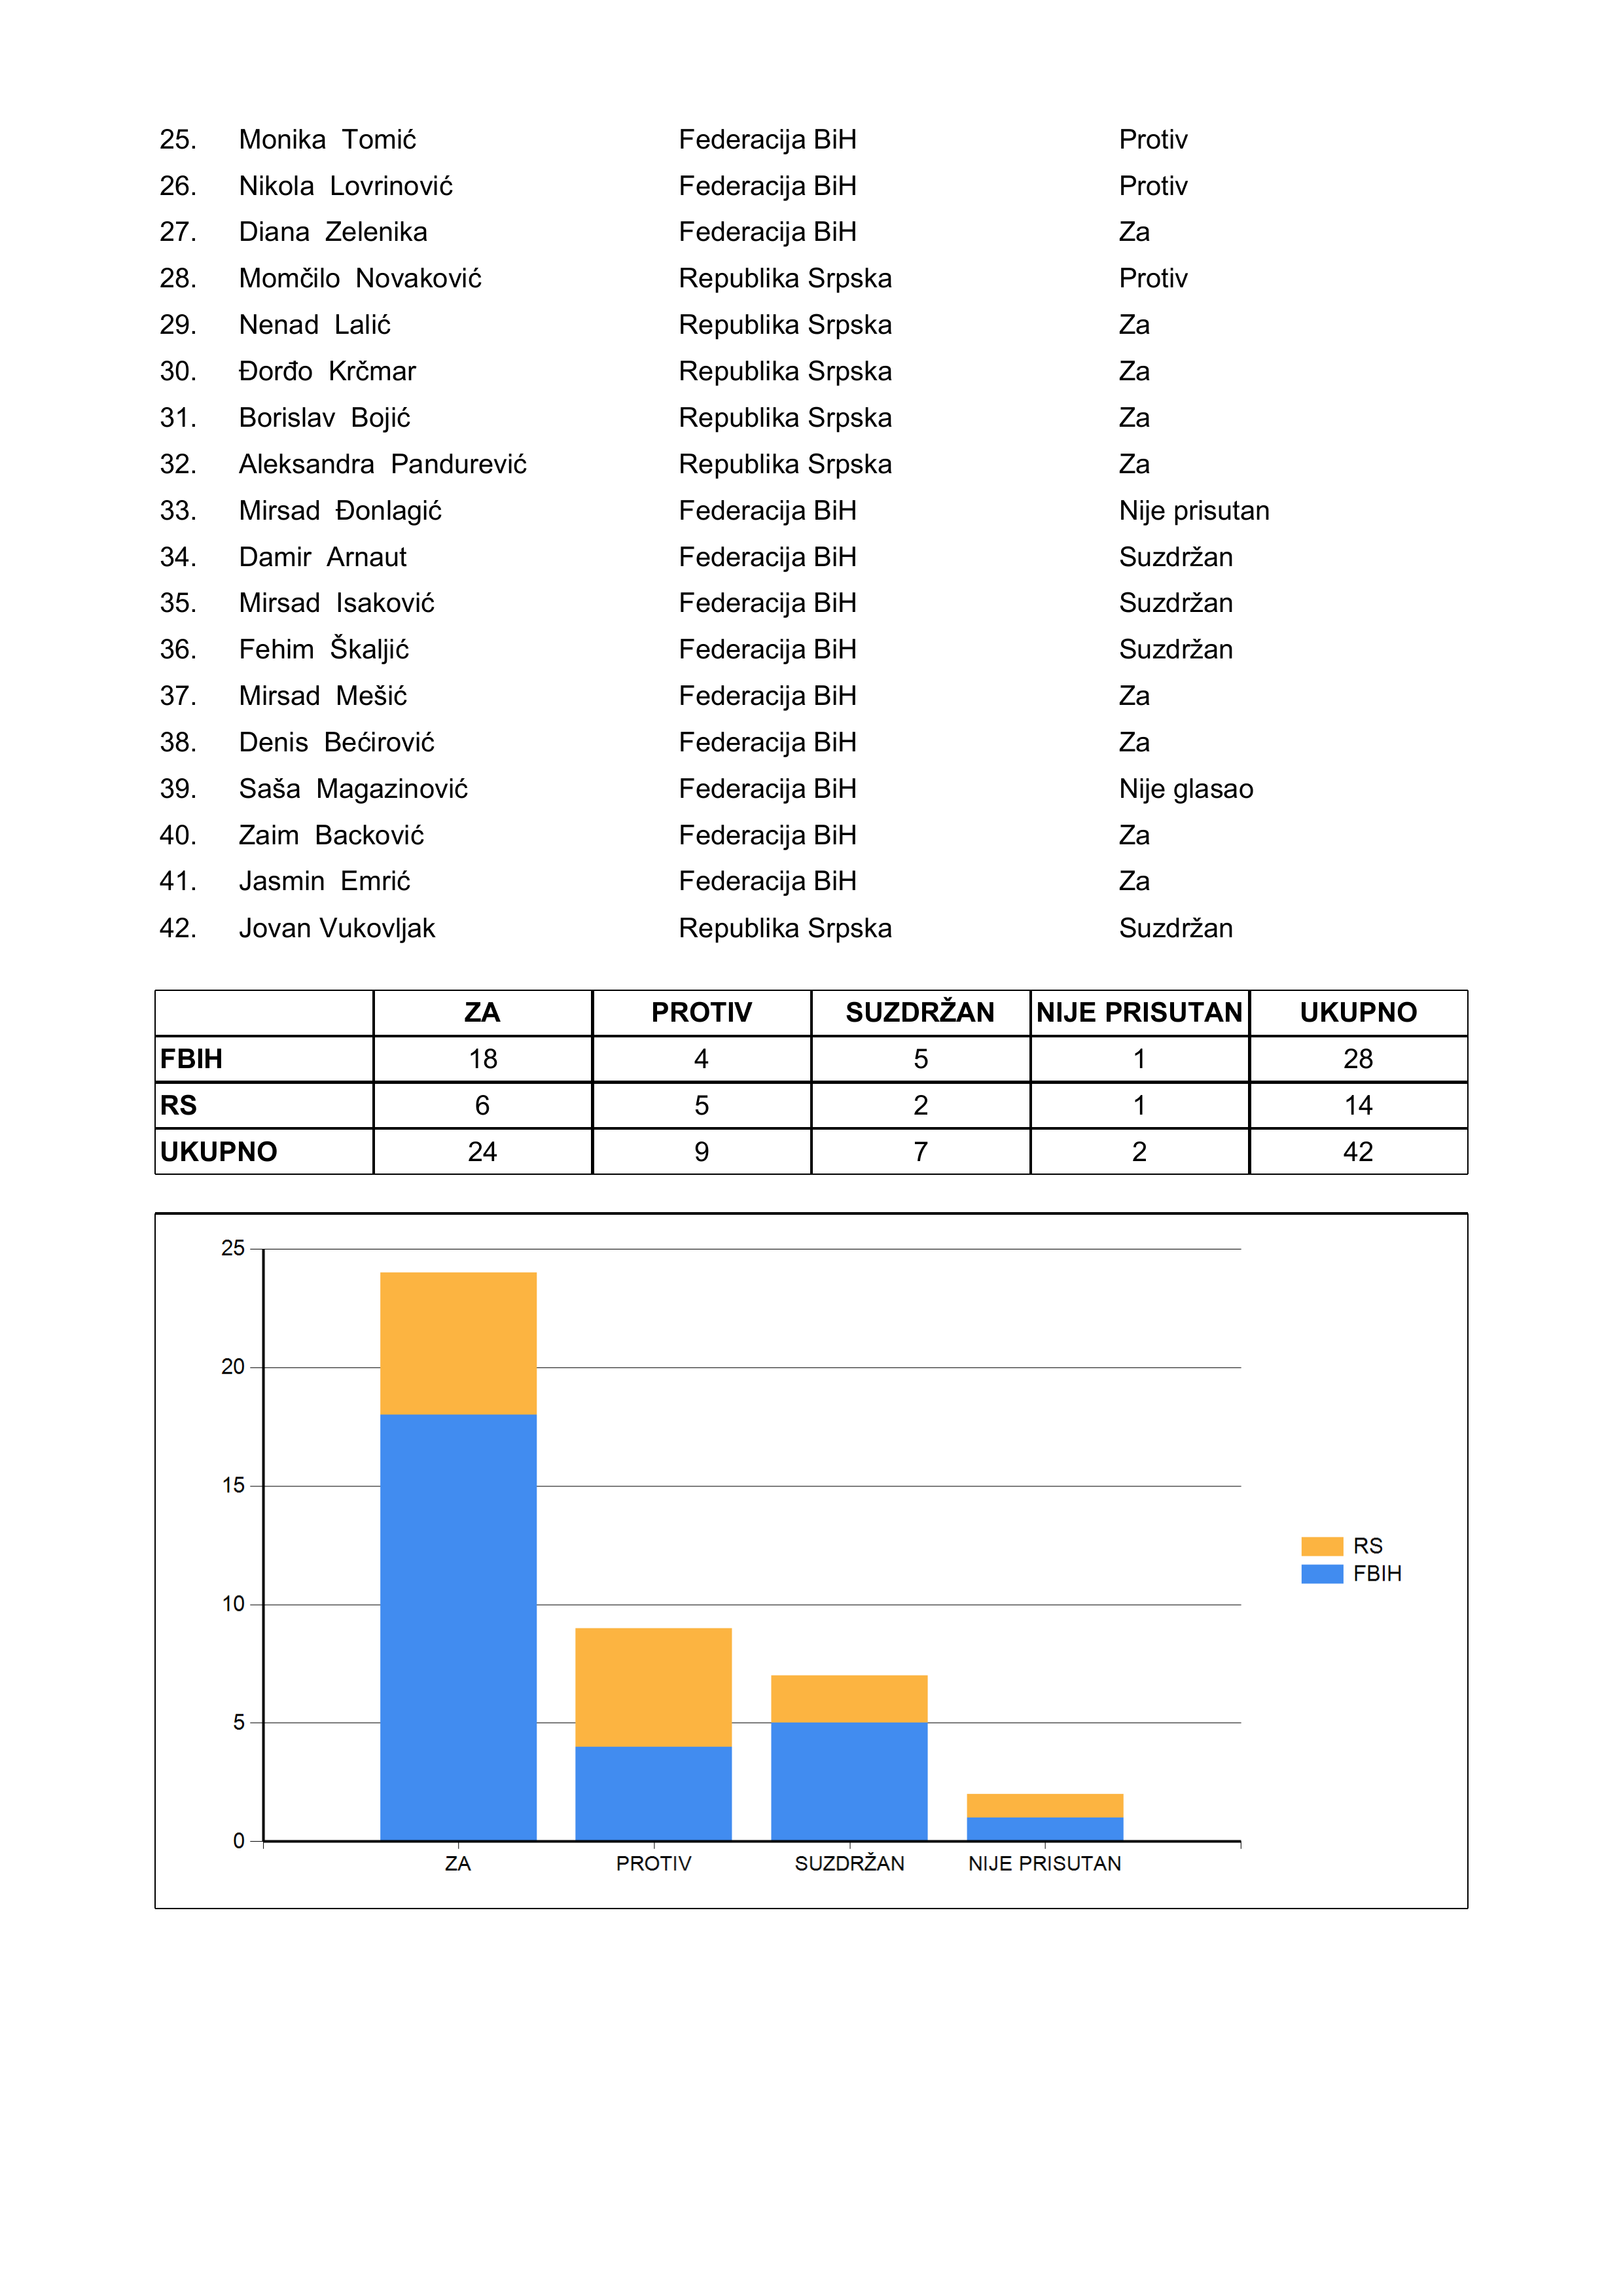 25. Monika Tomić Federacija BiH Protiv
26. Nikola Lovrinović Federacija BiH Protiv
27. Diana Zelenika Federacija BiH Za
28. Momčilo Novaković Republika Srpska Protiv
29. Nenad Lalić Republika Srpska Za
30. Đorđo Krčmar Republika Srpska Za
31. Borislav Bojić Republika Srpska Za
32. Aleksandra Pandurević Republika Srpska Za
33. Mirsad Đonlagić Federacija BiH Nije prisutan
34. Damir Arnaut Federacija BiH Suzdržan
35. Mirsad Isaković Federacija BiH Suzdržan
36. Fehim Škaljić Federacija BiH Suzdržan
37. Mirsad Mešić Federacija BiH Za
38. Denis Bećirović Federacija BiH Za
39. Saša Magazinović Federacija BiH Nije glasao
40. Zaim Backović Federacija BiH Za
41. Jasmin Emrić Federacija BiH Za
42. Jovan Vukovljak Republika Srpska Suzdržan
ZA PROTIV SUZDRŽAN NIJE PRISUTAN UKUPNO
FBIH 18 4 5 1 28
RS 6 5 2 1 14
UKUPNO 24 9 7 2 42
25
20
15
10
5
0
ZA PROTIV SUZDRŽAN NIJE PRISUTAN
RS
FBIH